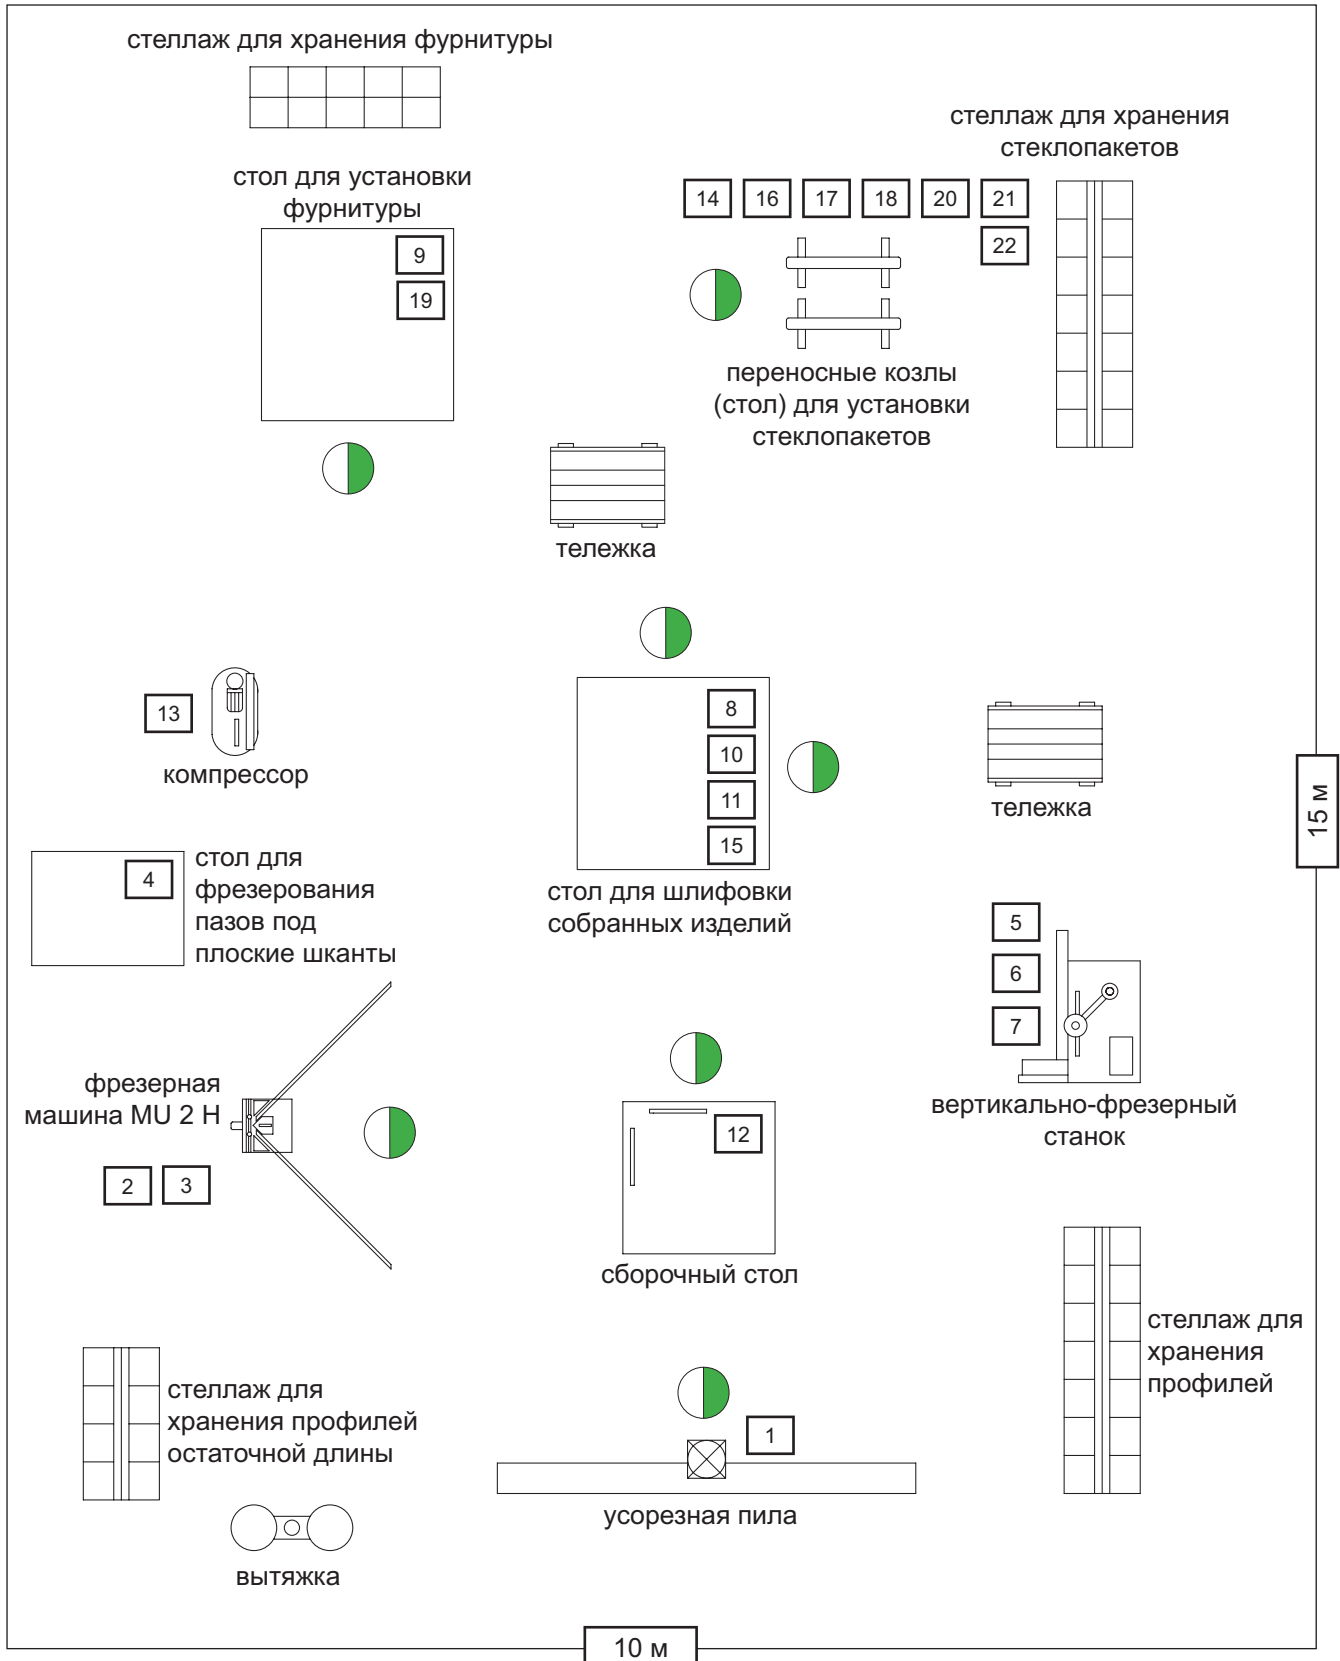 стеллаж для хранения фурнитуры
стеллаж для хранения
стеклопакетов
стол для установки
фурнитуры
14 16 17 18 20 21
22
9
19
переносные козлы
(стол) для установки
стеклопакетов
тележка
13
компрессор
8
10
11
15
тележка
15 м
4
стол для
фрезерования
пазов под
плоские шканты
стол для шлифовки
собранных изделий
5
6
7
вертикально-фрезерный
станок
фрезерная
машина MU 2 H
2 3
12
сборочный стол
стеллаж для
хранения
профилей
стеллаж для
хранения профилей
остаточной длины
1
усорезная пила
вытяжка
10 м